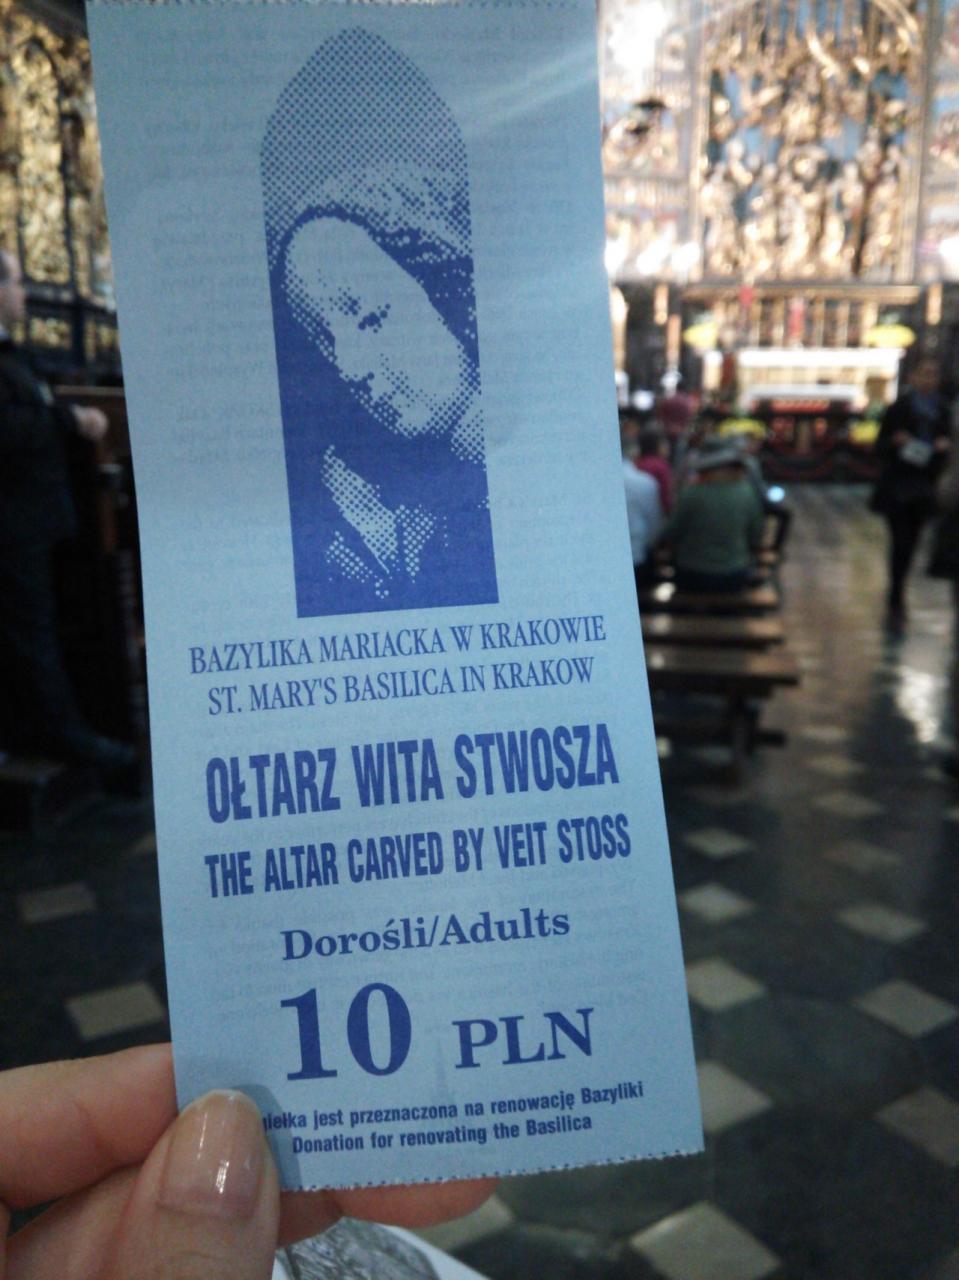 BAZYLIKA MARIACKA W KRAKOWIE
ST. MARY'S BASILICA IN KRAKOW
OŁTARZ WITA STWOSZA
THE ALTAR CARVED BY VEIT STOSS
Dorośli/Adults
10 PLN
jest przeznaczona na renowację Bazyliki
Donation for renovating the Basilica